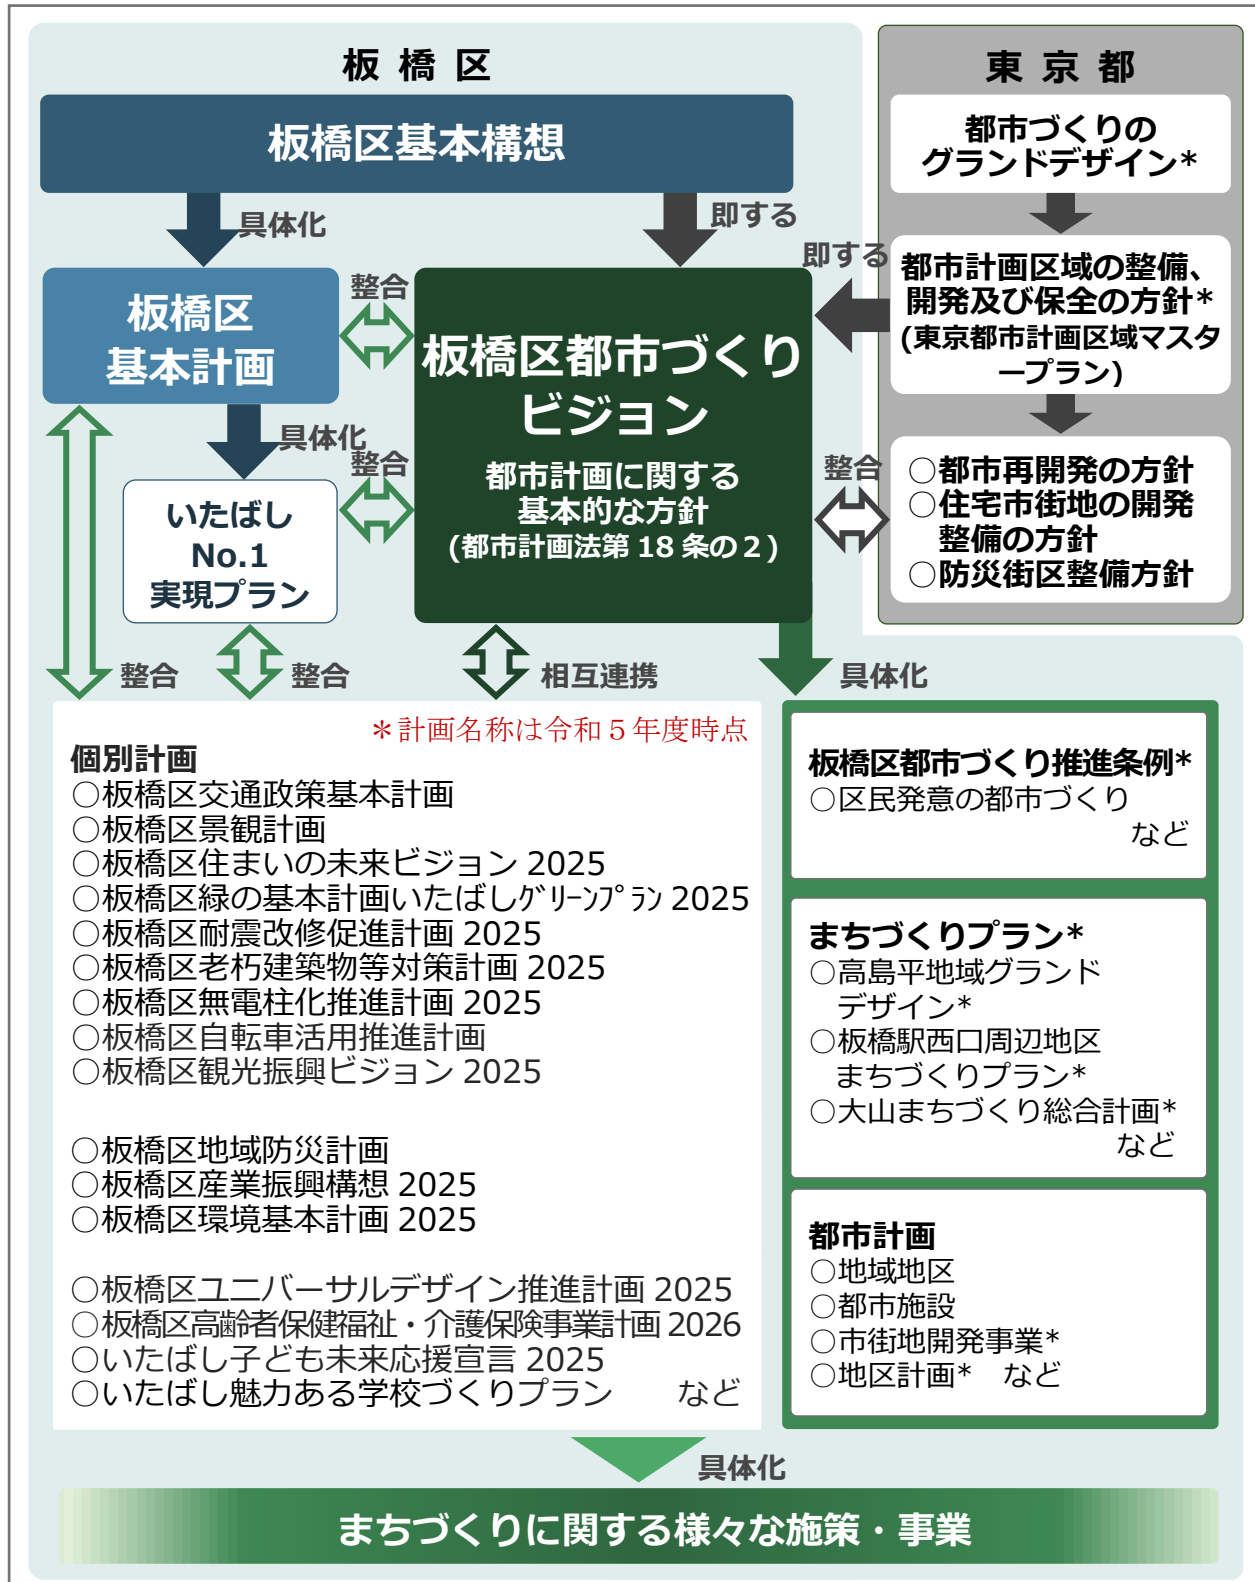 板橋区
板橋区基本構想
具体化
即する
板橋区
基本計画
整合
板橋区都市づくり
ビジョン
都市計画に関する
基本的な方針
(都市計画法第 18 条の２)
具体化
整合
いたばし
No.1
実現プラン
東京都
都市づくりの
グランドデザイン*
即する
都市計画区域の整備、
開発及び保全の方針*
(東京都市計画区域マスタ
ープラン)
整合
○都市再開発の方針
○住宅市街地の開発
整備の方針
○防災街区整備方針
整合
整合
相互連携
具体化
＊計画名称は令和５年度時点
個別計画
○板橋区交通政策基本計画
○板橋区景観計画
○板橋区住まいの未来ビジョン 2025
○板橋区緑の基本計画いたばしｸﾞﾘｰﾝﾌﾟﾗﾝ 2025
○板橋区耐震改修促進計画 2025
○板橋区老朽建築物等対策計画 2025
○板橋区無電柱化推進計画 2025
○板橋区自転車活用推進計画
○板橋区観光振興ビジョン 2025
○板橋区地域防災計画
○板橋区産業振興構想 2025
○板橋区環境基本計画 2025
○板橋区ユニバーサルデザイン推進計画 2025
○板橋区高齢者保健福祉・介護保険事業計画 2026
○いたばし子ども未来応援宣言 2025
○いたばし魅力ある学校づくりプラン　　など
板橋区都市づくり推進条例*
○区民発意の都市づくり
など
まちづくりプラン*
○高島平地域グランド
デザイン*
○板橋駅西口周辺地区
まちづくりプラン*
○大山まちづくり総合計画*
など
都市計画
○地域地区
○都市施設
○市街地開発事業*
○地区計画*　など
具体化
まちづくりに関する様々な施策・事業